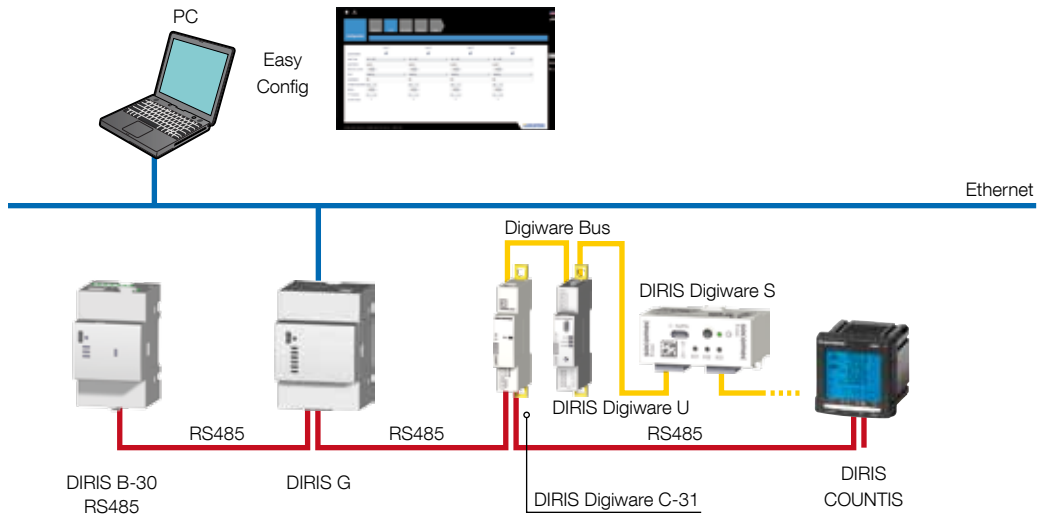 PC
Easy
Config
Ethernet
Digiware Bus
DIRIS Digiware S
DIRIS Digiware U
RS485
RS485
RS485
DIRIS B-30
RS485
DIRIS G
DIRIS Digiware C-31
DIRIS
COUNTIS